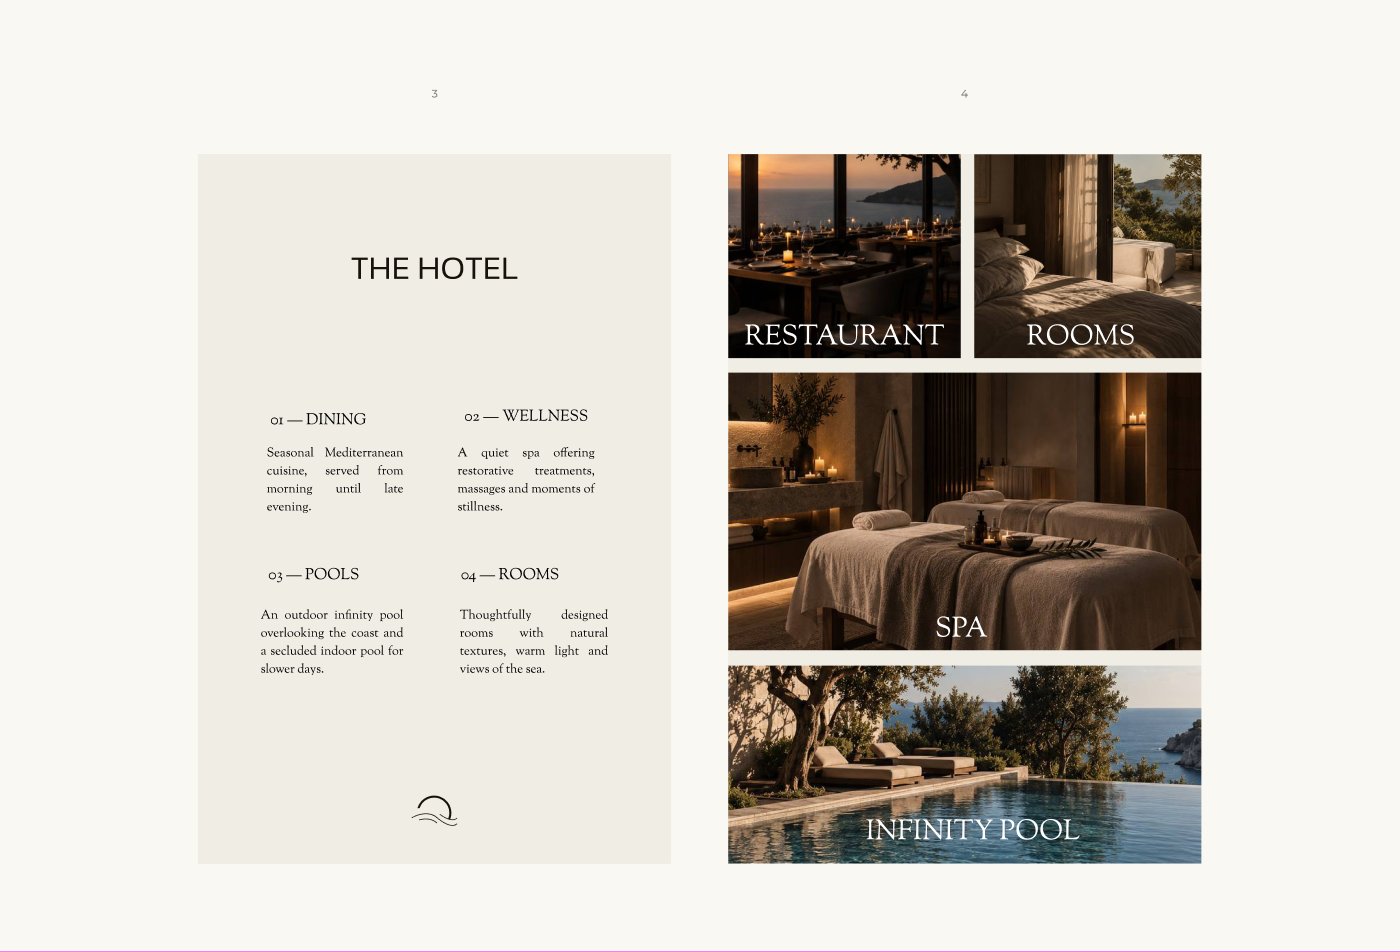 3
4
THE HOTEL
01 — DINING
Seasonal Mediterranean
cuisine, served from
morning until late
evening.
02 — WELLNESS
A quiet spa offering
restorative treatments,
massages and moments of
stillness.
03 — POOLS
An outdoor infinity pool
overlooking the coast and
a secluded indoor pool for
slower days.
04 — ROOMS
Thoughtfully designed
rooms with natural
textures, warm light and
views of the sea.
RESTAURANT
ROOMS
SPA
INFINITY POOL